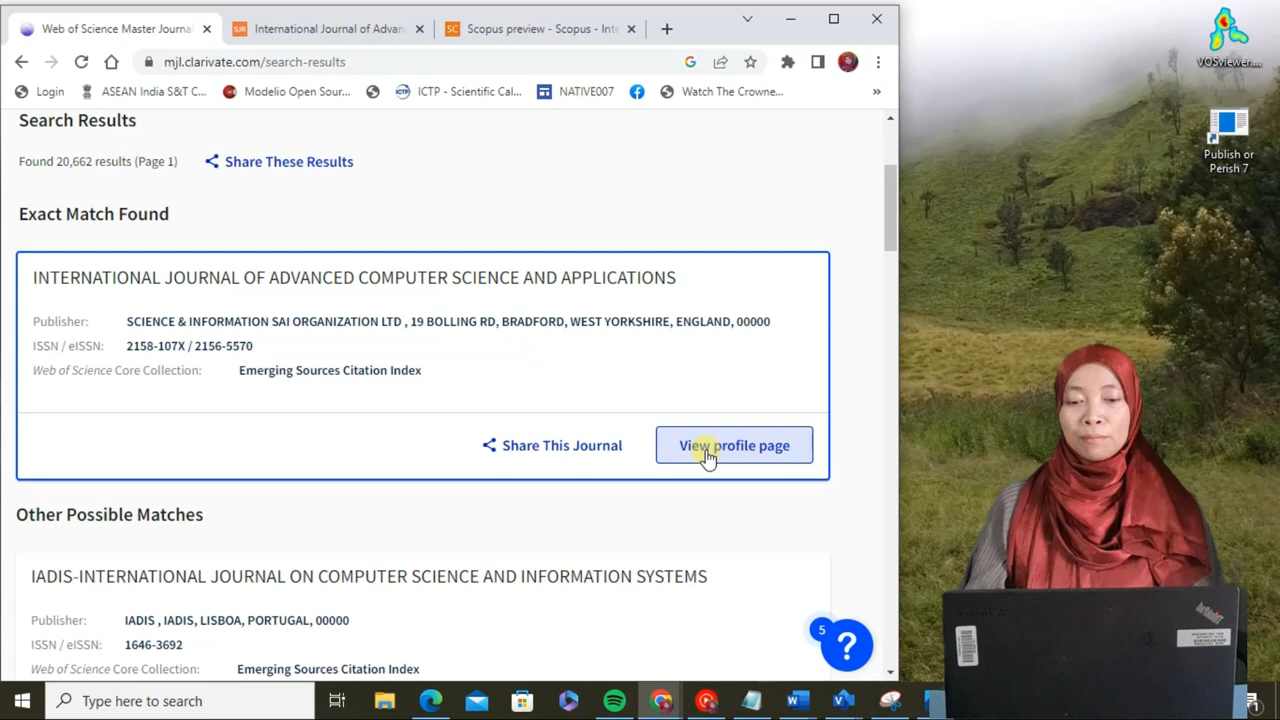 Web of Science Master Journal
International Journal of Advanc
Scopus preview - Scopus - Inte
mjl.clarivate.com/search-results
Login
ASEAN India S&T C...
Modelio Open Sour...
ICTP - Scientific Cal...
NATIVE007
Watch The Crowne...
Search Results
Found 20,662 results (Page 1)
Share These Results
Exact Match Found
INTERNATIONAL JOURNAL OF ADVANCED COMPUTER SCIENCE AND APPLICATIONS
Publisher: SCIENCE & INFORMATION SAI ORGANIZATION LTD , 19 BOLLING RD, BRADFORD, WEST YORKSHIRE, ENGLAND, 00000
ISSN / eISSN: 2158-107X / 2156-5570
Web of Science Core Collection: Emerging Sources Citation Index
Share This Journal
View profile page
Other Possible Matches
IADIS-INTERNATIONAL JOURNAL ON COMPUTER SCIENCE AND INFORMATION SYSTEMS
Publisher: IADIS , IADIS, LISBOA, PORTUGAL, 00000
ISSN / eISSN: 1646-3692
Web of Science Core Collection: Emerging Sources Citation Index
5
?
Type here to search
VOSviewer....
Publish or
Perish 7